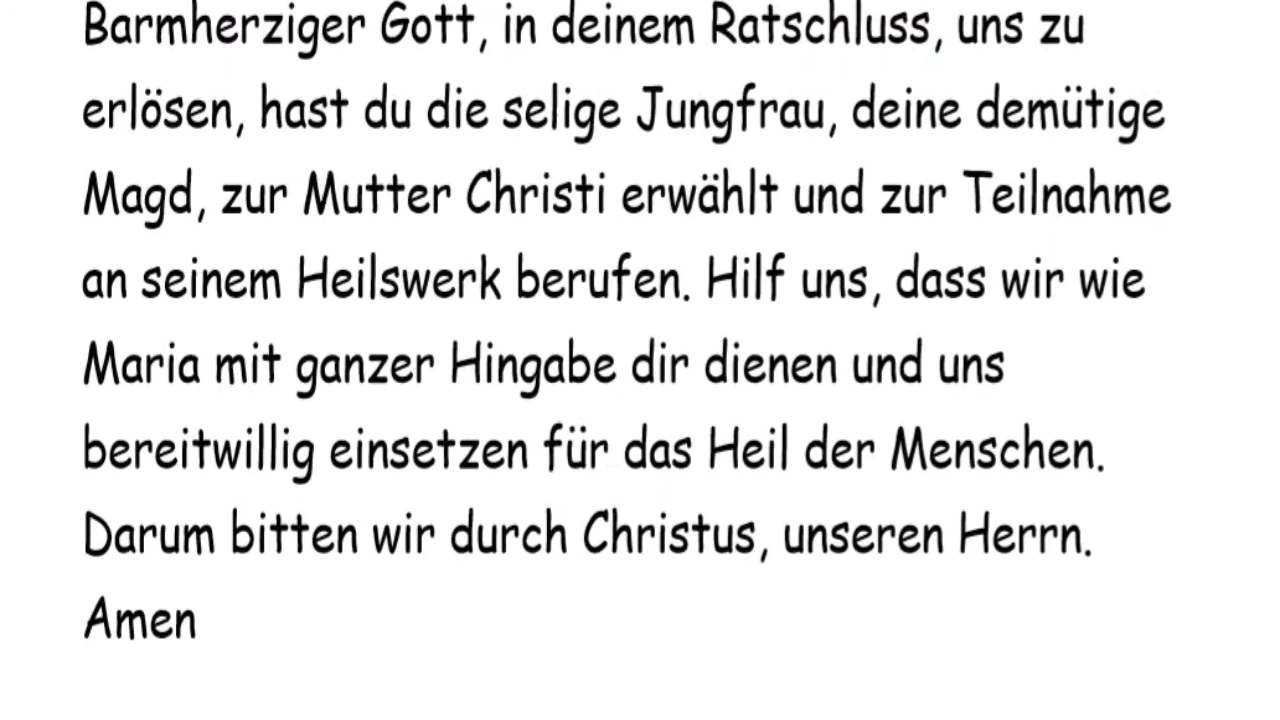 Barmherziger Gott, in deinem Ratschluss, uns zu
erlösen, hast du die selige Jungfrau, deine demütige
Magd, zur Mutter Christi erwählt und zur Teilnahme
an seinem Heilswerk berufen. Hilf uns, dass wir wie
Maria mit ganzer Hingabe dir dienen und uns
bereitwillig einsetzen für das Heil der Menschen.
Darum bitten wir durch Christus, unseren Herrn.
Amen